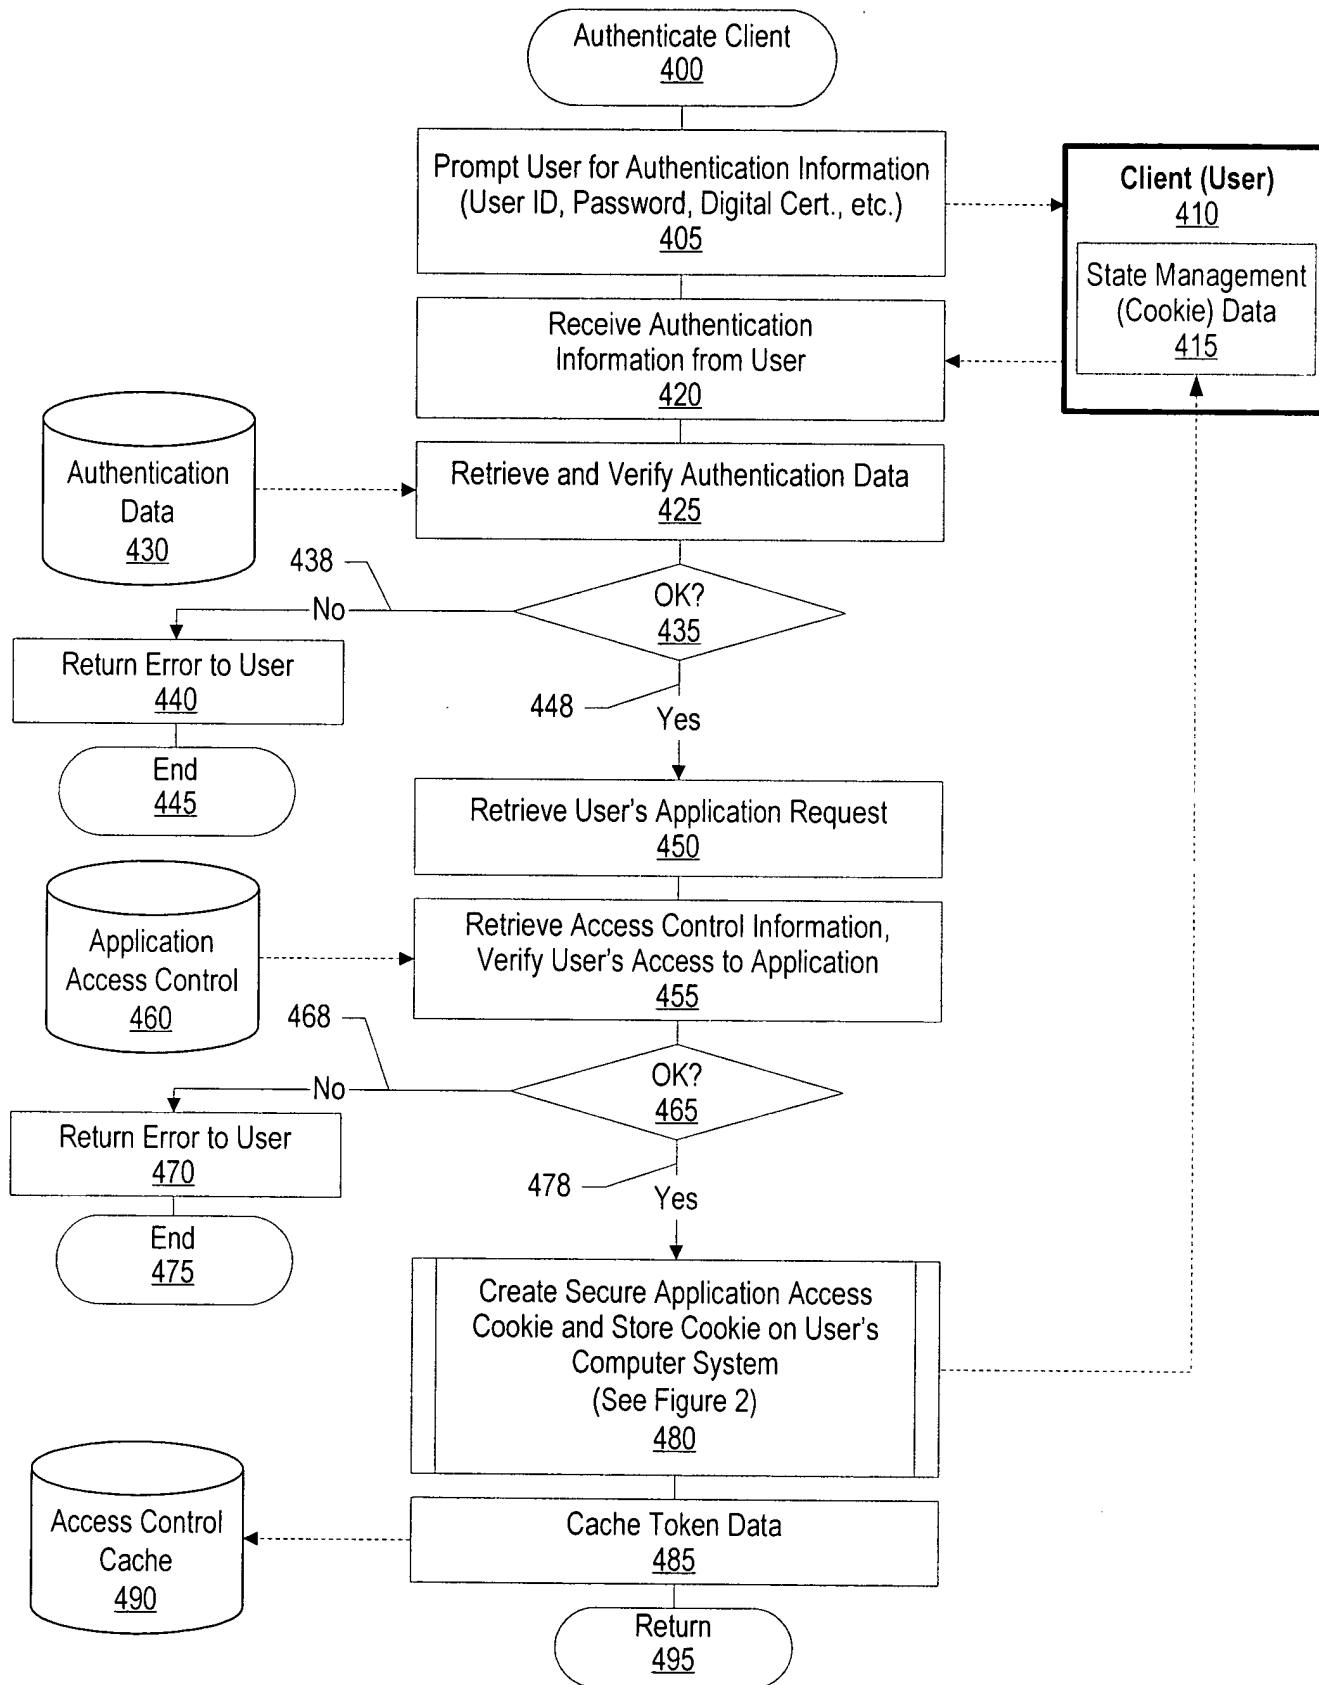 Authenticate Client
400
Prompt User for Authentication Information
(User ID, Password, Digital Cert., etc.)
405
Client (User)
410
State Management
(Cookie) Data
415
Receive Authentication
Information from User
420
Authentication
Data
430
Retrieve and Verify Authentication Data
425
438
No
OK?
435
Return Error to User
440
448
Yes
End
445
Retrieve User's Application Request
450
Application
Access Control
460
Retrieve Access Control Information,
Verify User's Access to Application
455
468
No
OK?
465
Return Error to User
470
478
Yes
End
475
Create Secure Application Access
Cookie and Store Cookie on User's
Computer System
(See Figure 2)
480
Access Control
Cache
490
Cache Token Data
485
Return
495